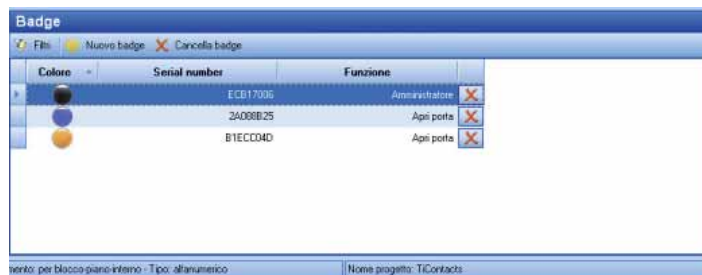 Badge
Filtri Nuovo badge Cancella badge
Colore Serial number Funzione
ECB17006 Amministratore
2A088B25 Apri porta
B1ECC04D Apri porta
mento: per blocco-piano-interno - Tipo: alfanumerico Nome progetto: TiContacts